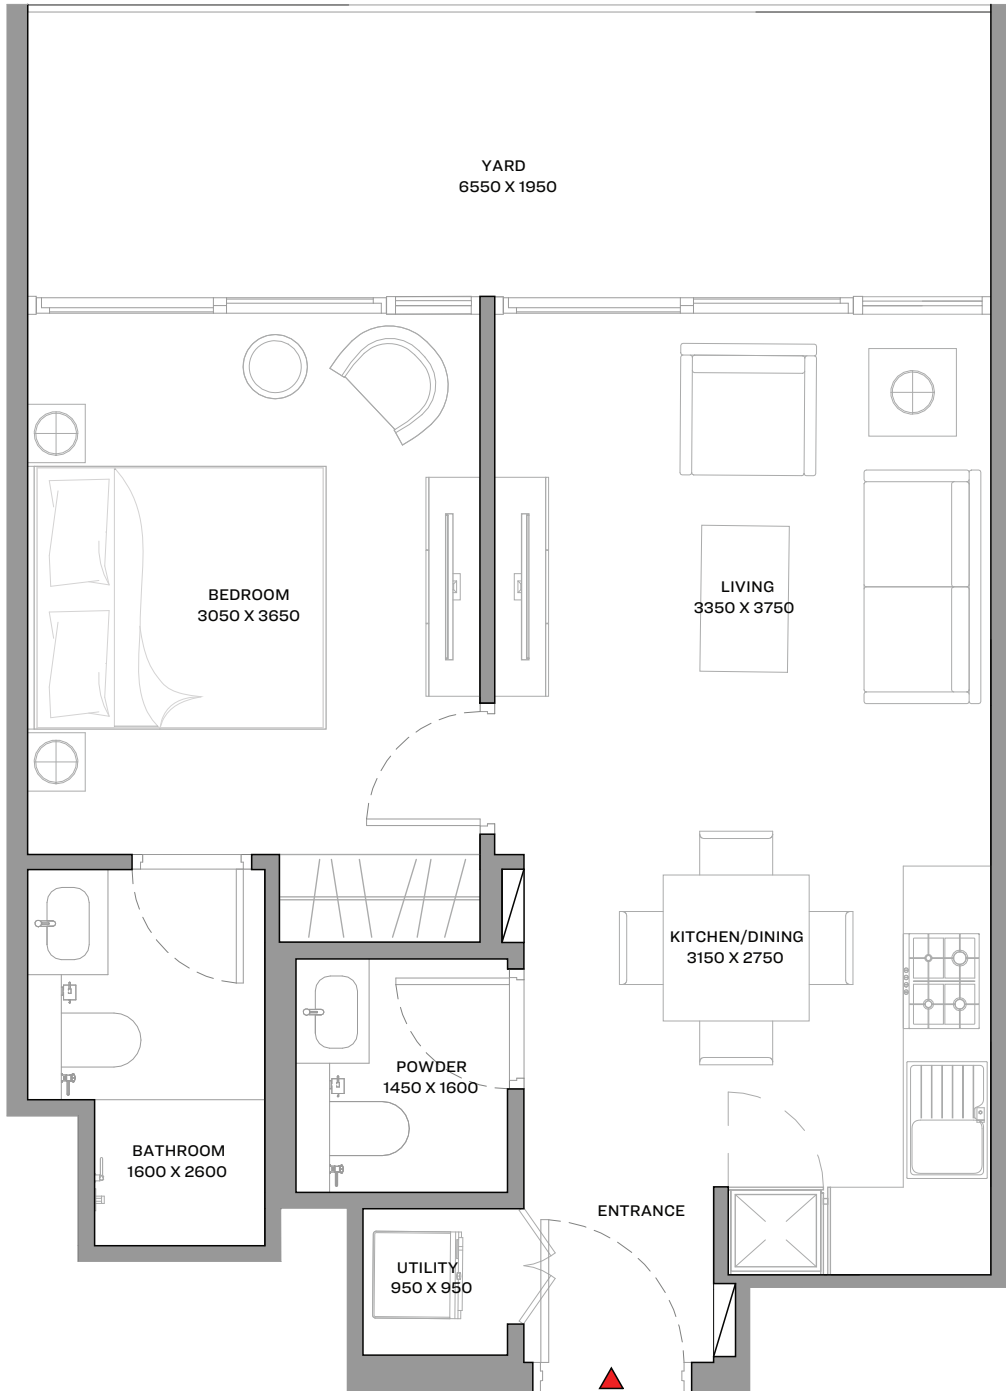 YARD
6550 X 1950
BEDROOM
3050 X 3650
LIVING
3350 X 3750
KITCHEN/DINING
3150 X 2750
POWDER
1450 X 1600
BATHROOM
1600 X 2600
ENTRANCE
UTILITY
950 X 950